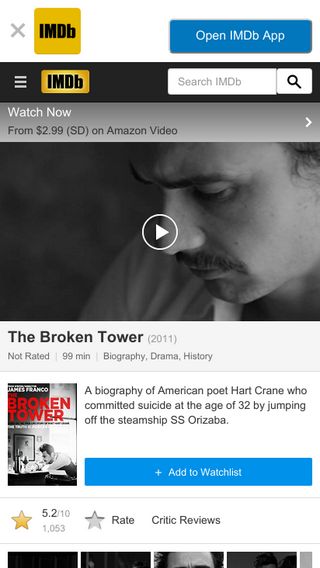 IMDb
Open IMDb App
IMDb
Search IMDb
Watch Now
From $2.99 (SD) on Amazon Video
The Broken Tower (2011)
Not Rated | 99 min | Biography, Drama, History
JAMES FRANCO
THE BROKEN
TOWER
A biography of American poet Hart Crane who
committed suicide at the age of 32 by jumping
off the steamship SS Orizaba.
+ Add to Watchlist
5.2/10
1,053
Rate
Critic Reviews